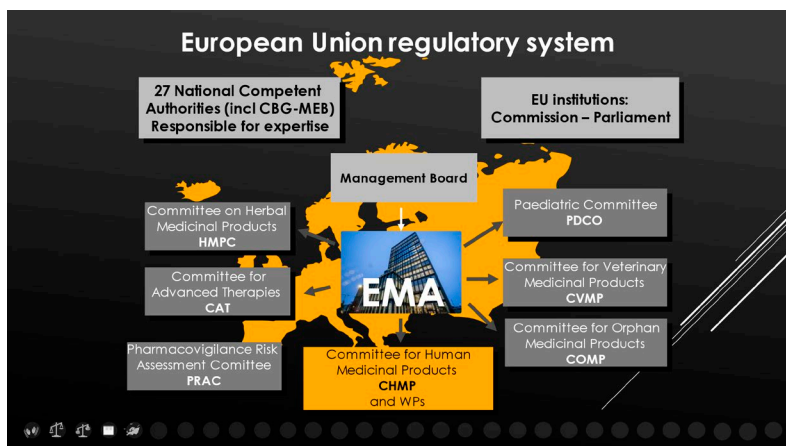 European Union regulatory system
27 National Competent
Authorities (incl CBG-MEB)
Responsible for expertise
EU institutions:
Commission – Parliament
Management Board
Committee on Herbal
Medicinal Products
HMPC
Paediatric Committee
PDCO
EMA
Committee for
Advanced Therapies
CAT
Committee for Veterinary
Medicinal Products
CVMP
Pharmacovigilance Risk
Assessment Comittee
PRAC
Committee for Human
Medicinal Products
CHMP
and WPs
Committee for Orphan
Medicinal Products
COMP